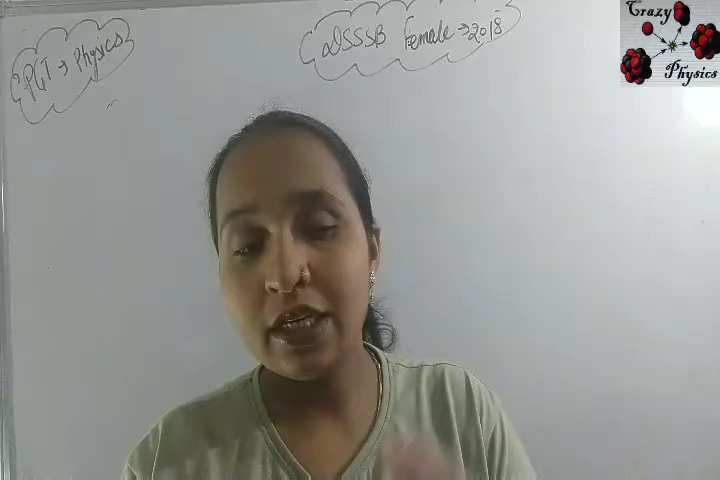 PGT → Physics
DSSSB Female → 2018
Crazy
Physics